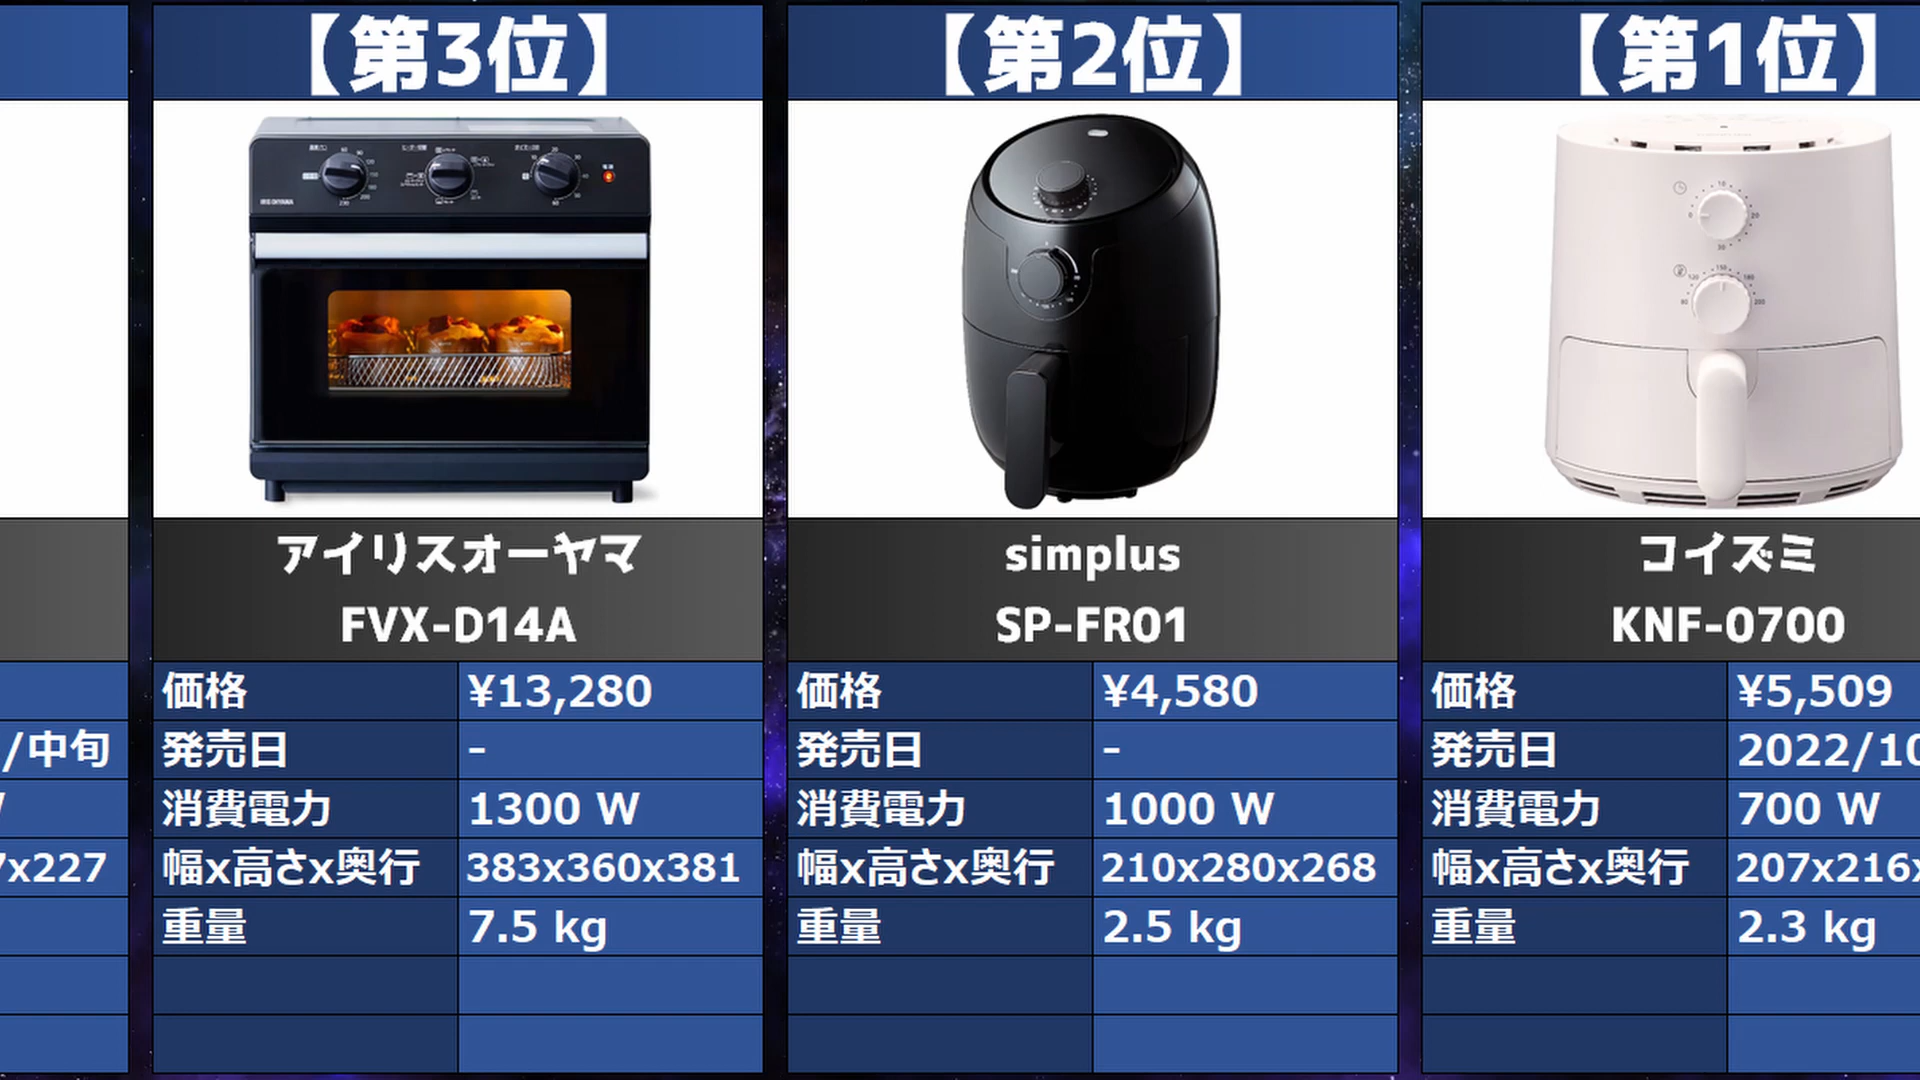 /中旬
x227
【第3位】
IRIS OHYAMA
アイリスオーヤマ
FVX-D14A
価格 ¥13,280
発売日 -
消費電力 1300 W
幅x高さx奥行 383x360x381
重量 7.5 kg
【第2位】
simplus
SP-FR01
価格 ¥4,580
発売日 -
消費電力 1000 W
幅x高さx奥行 210x280x268
重量 2.5 kg
【第1位】
コイズミ
KNF-0700
価格 ¥5,509
発売日 2022/10
消費電力 700 W
幅x高さx奥行 207x216x
重量 2.3 kg